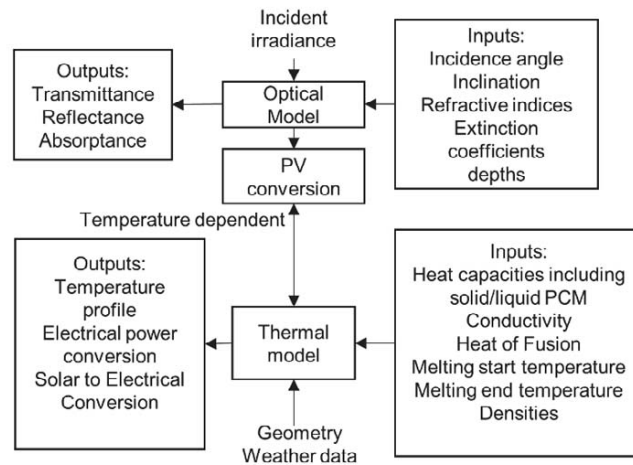 Incident
irradiance
Outputs:
Transmittance
Reflectance
Absorptance
Optical
Model
Inputs:
Incidence angle
Inclination
Refractive indices
Extinction
coefficients
depths
PV
conversion
Temperature dependent
Outputs:
Temperature
profile
Electrical power
conversion
Solar to Electrical
Conversion
Thermal
model
Inputs:
Heat capacities including
solid/liquid PCM
Conductivity
Heat of Fusion
Melting start temperature
Melting end temperature
Densities
Geometry
Weather data